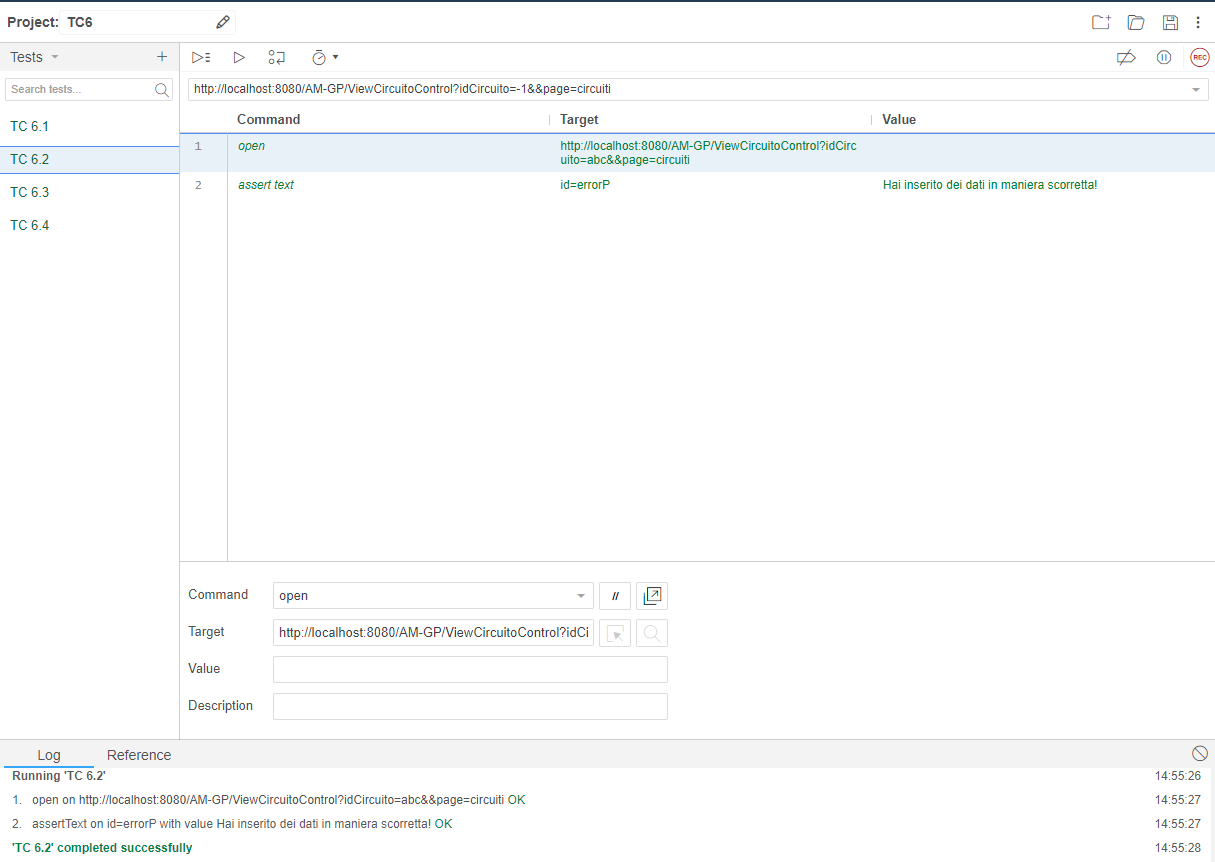 Project: TC6
Tests
Search tests...
TC 6.1
TC 6.2
TC 6.3
TC 6.4
REC
http://localhost:8080/AM-GP/ViewCircuitoControl?idCircuito=-1&&page=circuiti
Command Target Value
1 open http://localhost:8080/AM-GP/ViewCircuitoControl?idCirc
uito=abc&&page=circuiti
2 assert text id=errorP Hai inserito dei dati in maniera scorretta!
Command open //
Target http://localhost:8080/AM-GP/ViewCircuitoControl?idCi
Value
Description
Log Reference
Running 'TC 6.2' 14:55:26
1. open on http://localhost:8080/AM-GP/ViewCircuitoControl?idCircuito=abc&&page=circuiti OK 14:55:27
2. assertText on id=errorP with value Hai inserito dei dati in maniera scorretta! OK 14:55:27
'TC 6.2' completed successfully 14:55:28